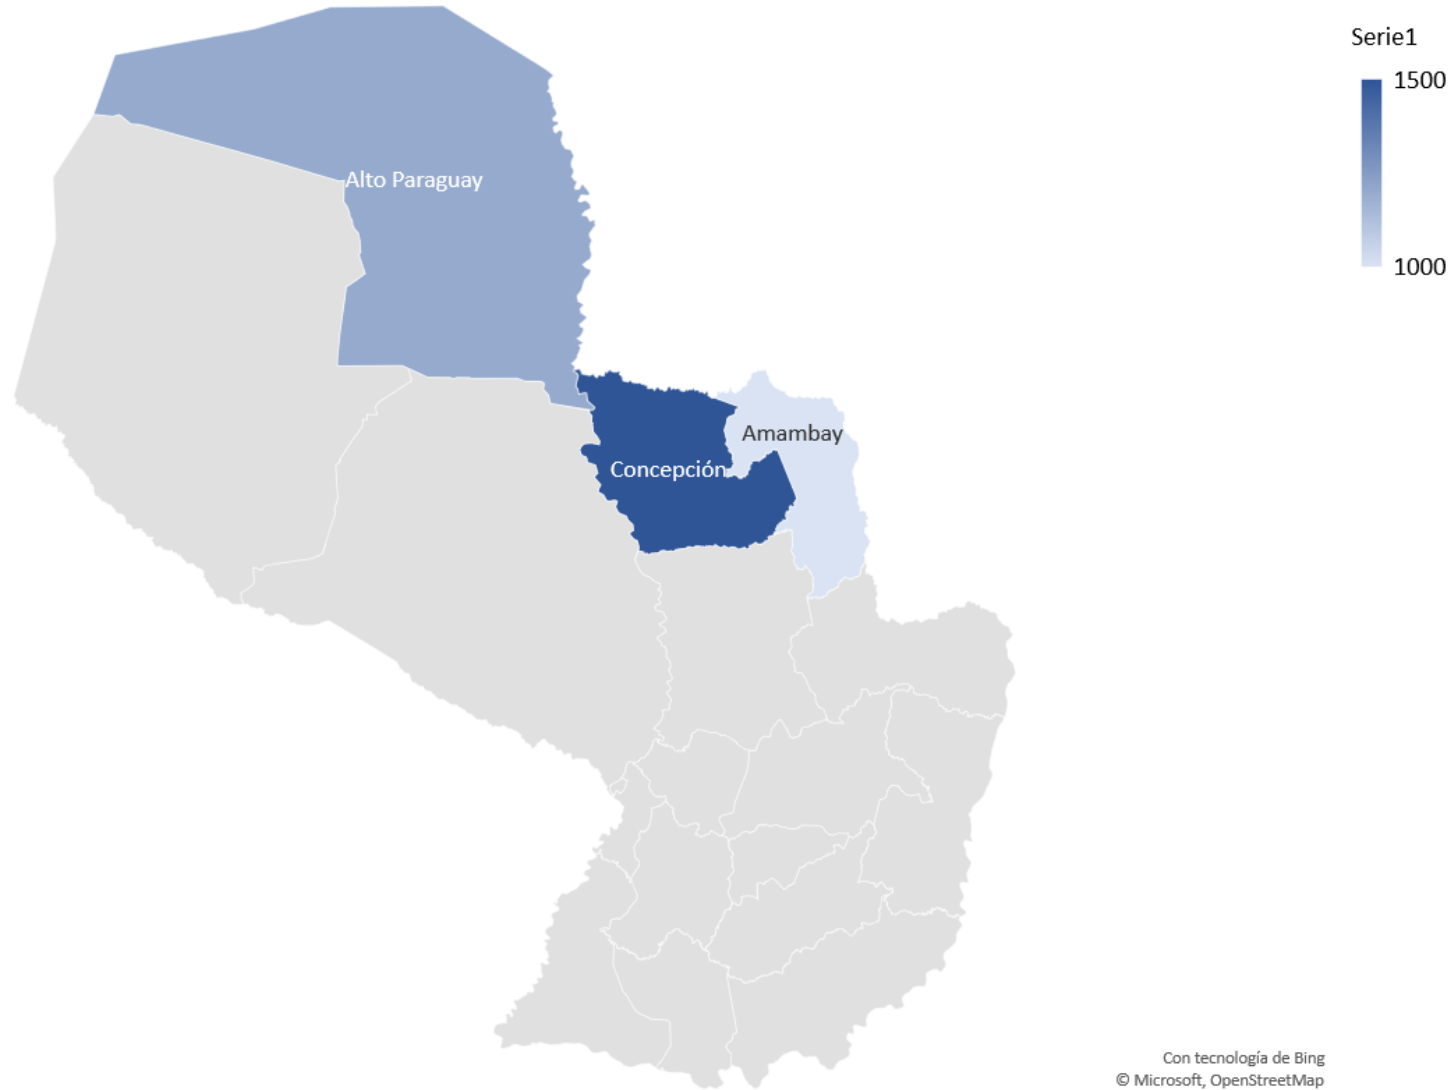 Serie1
1500
1000
Alto Paraguay
Amambay
Concepción
Con tecnología de Bing
© Microsoft, OpenStreetMap